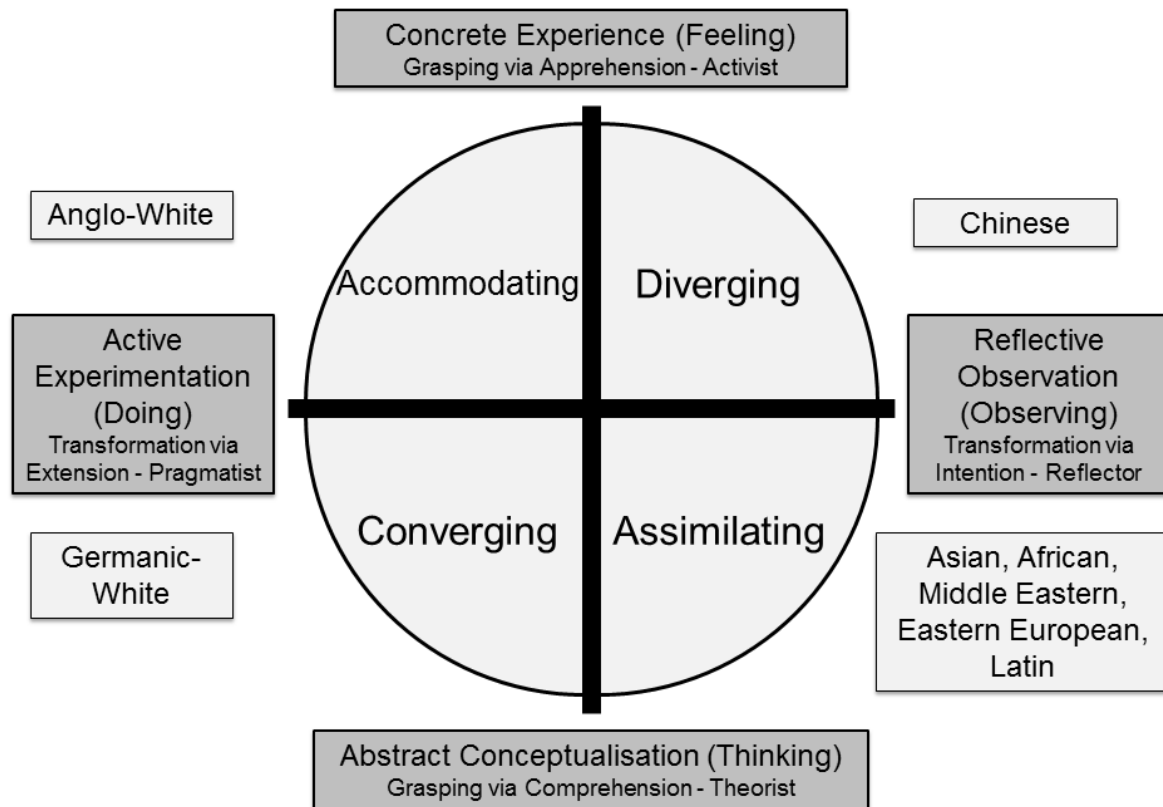 Concrete Experience (Feeling)
Grasping via Apprehension - Activist
Anglo-White
Chinese
Accommodating
Diverging
Active
Experimentation
(Doing)
Transformation via
Extension - Pragmatist
Reflective
Observation
(Observing)
Transformation via
Intention - Reflector
Converging
Assimilating
Germanic-
White
Asian, African,
Middle Eastern,
Eastern European,
Latin
Abstract Conceptualisation (Thinking)
Grasping via Comprehension - Theorist